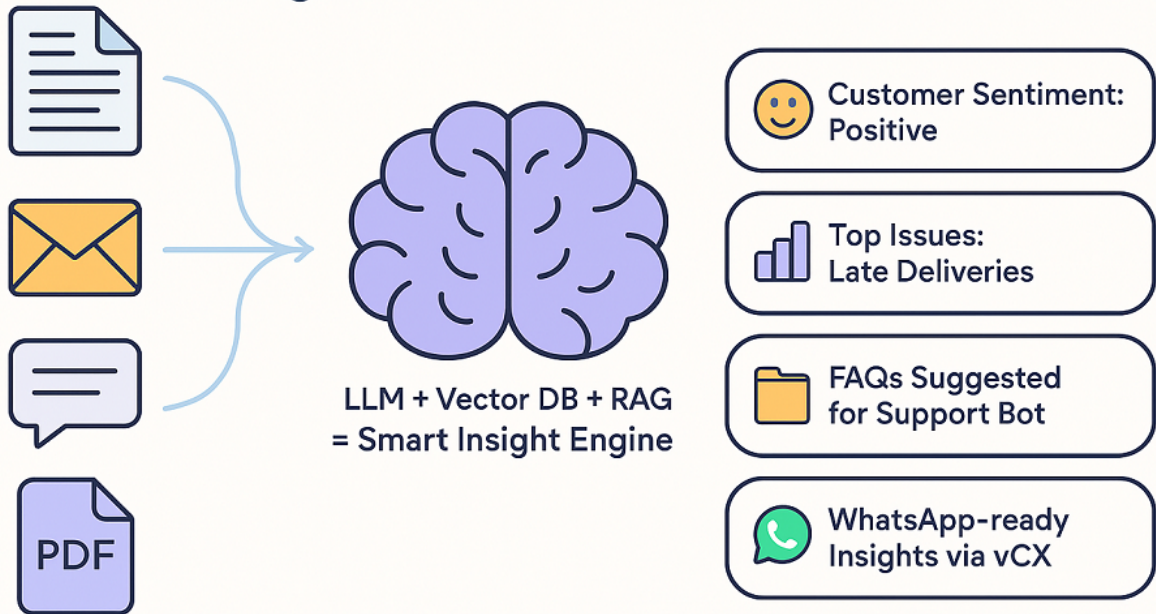 PDF
LLM + Vector DB + RAG
= Smart Insight Engine
Customer Sentiment:
Positive
Top Issues:
Late Deliveries
FAQs Suggested
for Support Bot
WhatsApp-ready
Insights via vCX